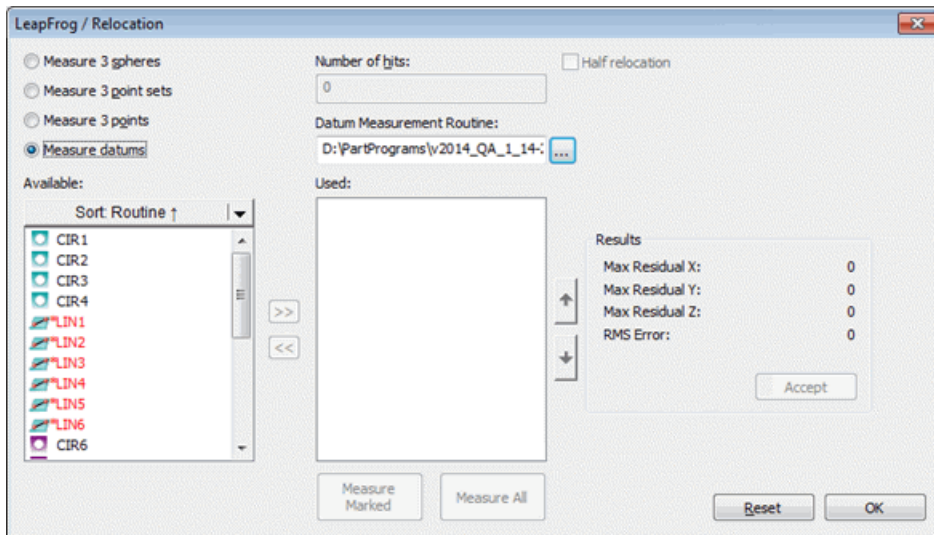 LeapFrog / Relocation
Measure 3 spheres
Measure 3 point sets
Measure 3 points
Measure datums
Number of hits:
0
Half relocation
Datum Measurement Routine:
D:\PartPrograms\v2014_QA_1_14-2
...
Available:
Sort: Routine ↑
CIR1
CIR2
CIR3
CIR4
*LIN1
*LIN2
*LIN3
*LIN4
*LIN5
*LIN6
CIR6
>>
<<
Used:
Measure Marked
Measure All
Results
Max Residual X: 0
Max Residual Y: 0
Max Residual Z: 0
RMS Error: 0
Accept
Reset
OK